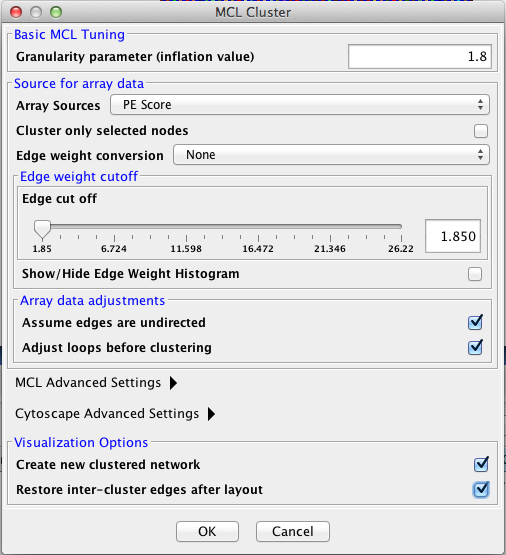 MCL Cluster
Basic MCL Tuning
Granularity parameter (inflation value) 1.8
Source for array data
Array Sources PE Score
Cluster only selected nodes
Edge weight conversion None
Edge weight cutoff
Edge cut off
1.850
1.85 6.724 11.598 16.472 21.346 26.22
Show/Hide Edge Weight Histogram
Array data adjustments
Assume edges are undirected
Adjust loops before clustering
MCL Advanced Settings
Cytoscape Advanced Settings
Visualization Options
Create new clustered network
Restore inter-cluster edges after layout
OK Cancel